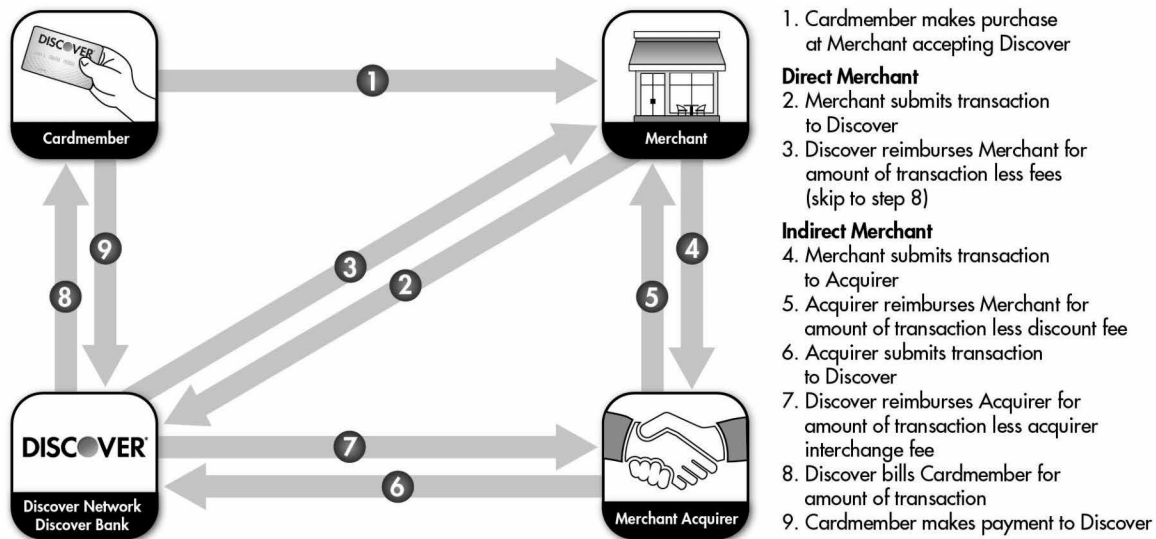 DISCOVER
Cardmember
1
Merchant
9
8
3
2
4
5
DISCOVER®
Discover Network
Discover Bank
7
6
Merchant Acquirer
1. Cardmember makes purchase
at Merchant accepting Discover
Direct Merchant
2. Merchant submits transaction
to Discover
3. Discover reimburses Merchant for
amount of transaction less fees
(skip to step 8)
Indirect Merchant
4. Merchant submits transaction
to Acquirer
5. Acquirer reimburses Merchant for
amount of transaction less discount fee
6. Acquirer submits transaction
to Discover
7. Discover reimburses Acquirer for
amount of transaction less acquirer
interchange fee
8. Discover bills Cardmember for
amount of transaction
9. Cardmember makes payment to Discover